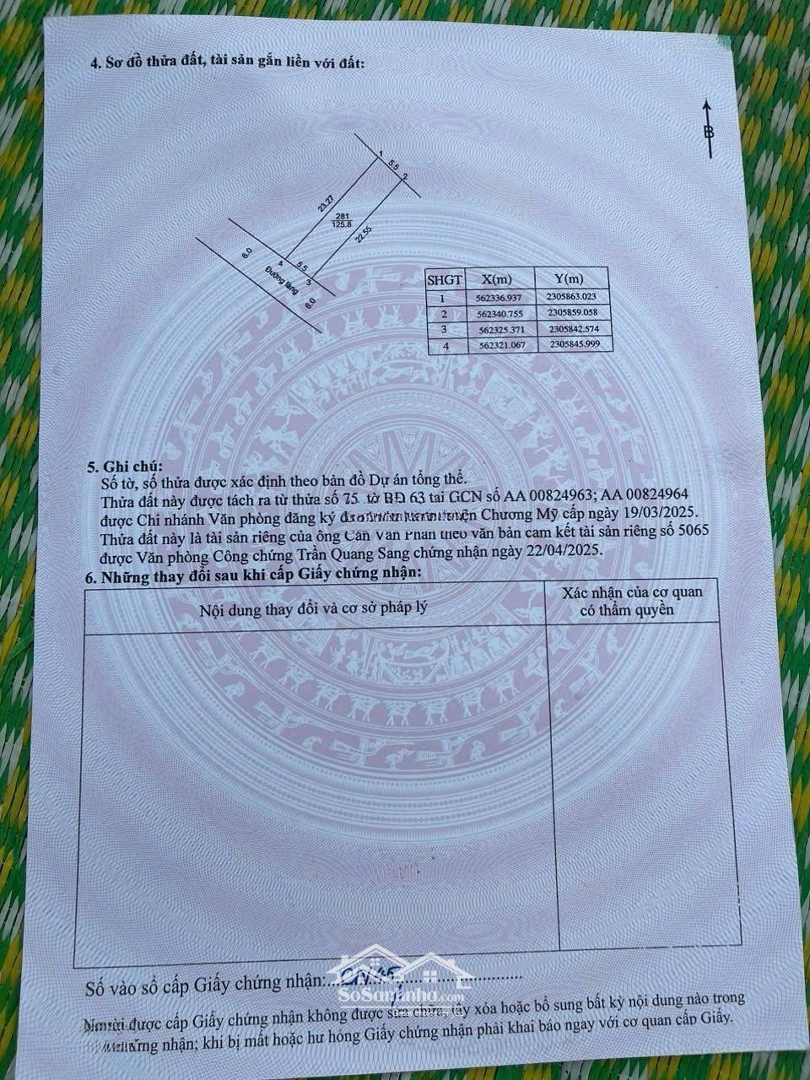 4. Sơ đồ thửa đất, tài sản gắn liền với đất:
B
1
5.5
2
23.27
281
125.8
22.55
4
5.5
3
6.0
Đường làng
6.0
SHGT X(m) Y(m)
1 562336.937 2305863.023
2 562340.755 2305859.058
3 562325.371 2305842.574
4 562321.067 2305845.999
5. Ghi chú:
Số tờ, số thửa được xác định theo bản đồ Dự án tổng thể.
Thửa đất này được tách ra từ thửa số 75 tờ BĐ 63 tại GCN số AA 00824963; AA 00824964
được Chi nhánh Văn phòng đăng ký huyện Chương Mỹ cấp ngày 19/03/2025.
Thửa đất này là tài sản riêng của ông Văn theo văn bản cam kết tài sản riêng số 5065
được Văn phòng Công chứng Trần Quang Sang chứng nhận ngày 22/04/2025.
6. Những thay đổi sau khi cấp Giấy chứng nhận:
Nội dung thay đổi và cơ sở pháp lý
Xác nhận của cơ quan
có thẩm quyền
Số vào sổ cấp Giấy chứng nhận:
SoSamNha.com
Người được cấp Giấy chứng nhận không được sửa chữa, tẩy xóa hoặc bổ sung bất kỳ nội dung nào trong
chứng nhận; khi bị mất hoặc hư hỏng Giấy chứng nhận phải khai báo ngay với cơ quan cấp Giấy.